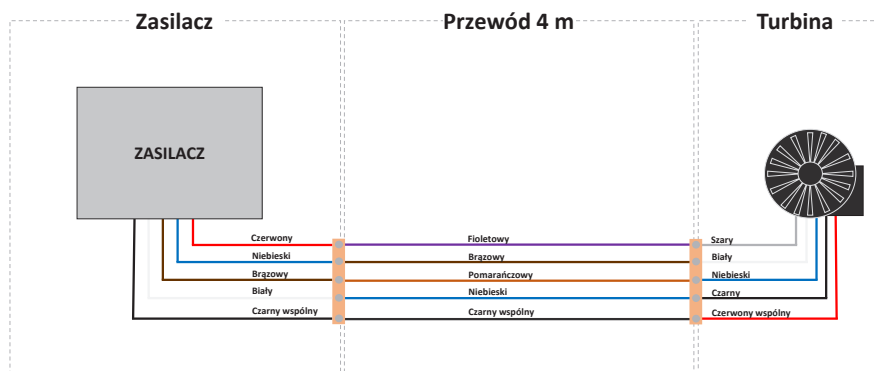 Zasilacz Przewód 4 m Turbina
ZASILACZ
Czerwony Fioletowy Szary
Niebieski Brązowy Biały
Brązowy Pomarańczowy Niebieski
Biały Niebieski Czarny
Czarny wspólny Czarny wspólny Czerwony wspólny